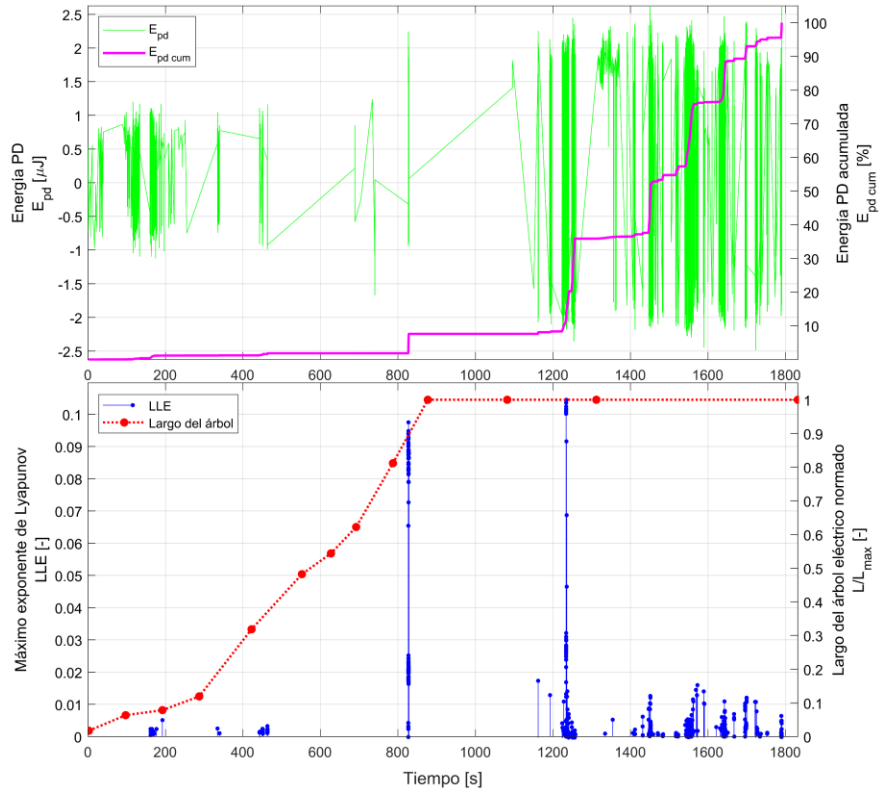 E_pd
E_pd cum
2.5
2
1.5
1
0.5
0
-0.5
-1
-1.5
-2
-2.5
Energía PD
E_pd [μJ]
100
90
80
70
60
50
40
30
20
10
Energía PD acumulada
E_pd cum [%]
0 200 400 600 800 1000 1200 1400 1600 1800
LLE
Largo del árbol
0.1
0.09
0.08
0.07
0.06
0.05
0.04
0.03
0.02
0.01
0
Máximo exponente de Lyapunov
LLE [-]
1
0.9
0.8
0.7
0.6
0.5
0.4
0.3
0.2
0.1
0
Largo del árbol eléctrico normado
L/L_max [-]
0 200 400 600 800 1000 1200 1400 1600 1800
Tiempo [s]